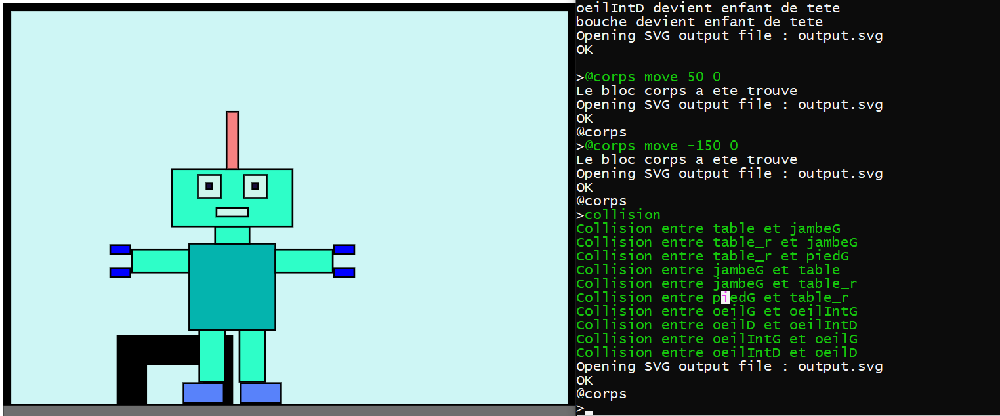 oeilIntD devient enfant de tete
bouche devient enfant de tete
Opening SVG output file : output.svg
OK
>@corps move 50 0
Le bloc corps a ete trouve
Opening SVG output file : output.svg
OK
@corps
>@corps move -150 0
Le bloc corps a ete trouve
Opening SVG output file : output.svg
OK
@corps
>collision
Collision entre table et jambeG
Collision entre table_r et jambeG
Collision entre table_r et piedG
Collision entre jambeG et table
Collision entre jambeG et table_r
Collision entre piedG et table_r
Collision entre oeilG et oeilIntG
Collision entre oeilD et oeilIntD
Collision entre oeilIntG et oeilG
Collision entre oeilIntD et oeilD
Opening SVG output file : output.svg
OK
@corps
>_